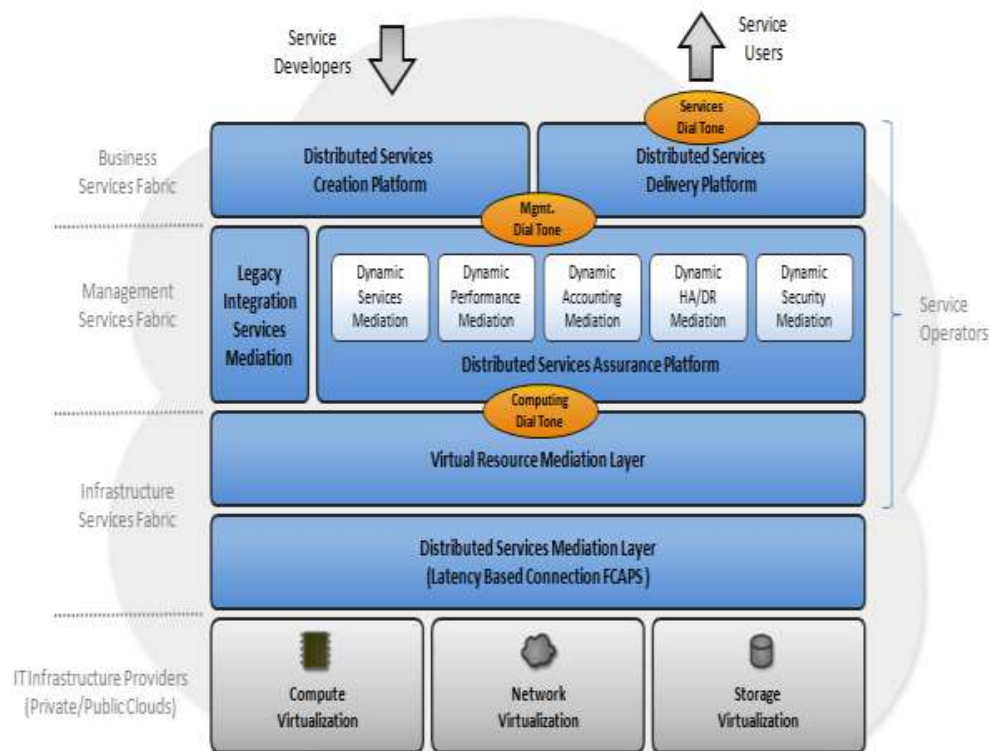 Service
Developers
Service
Users
Services
Dial Tone
Business
Services Fabric
Distributed Services
Creation Platform
Distributed Services
Delivery Platform
Mgmt.
Dial Tone
Management
Services Fabric
Legacy
Integration
Services
Mediation
Dynamic
Services
Mediation
Dynamic
Performance
Mediation
Dynamic
Accounting
Mediation
Dynamic
HA/DR
Mediation
Dynamic
Security
Mediation
Distributed Services Assurance Platform
Service
Operators
Computing
Dial Tone
Virtual Resource Mediation Layer
Infrastructure
Services Fabric
Distributed Services Mediation Layer
(Latency Based Connection FCAPS )
IT Infrastructure Providers
(Private/Public Clouds)
Compute
Virtualization
Network
Virtualization
Storage
Virtualization